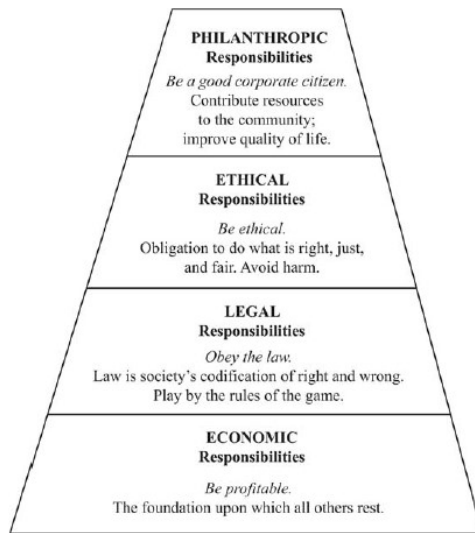 PHILANTHROPIC
Responsibilities
Be a good corporate citizen.
Contribute resources
to the community;
improve quality of life.
ETHICAL
Responsibilities
Be ethical.
Obligation to do what is right, just,
and fair. Avoid harm.
LEGAL
Responsibilities
Obey the law.
Law is society's codification of right and wrong.
Play by the rules of the game.
ECONOMIC
Responsibilities
Be profitable.
The foundation upon which all others rest.